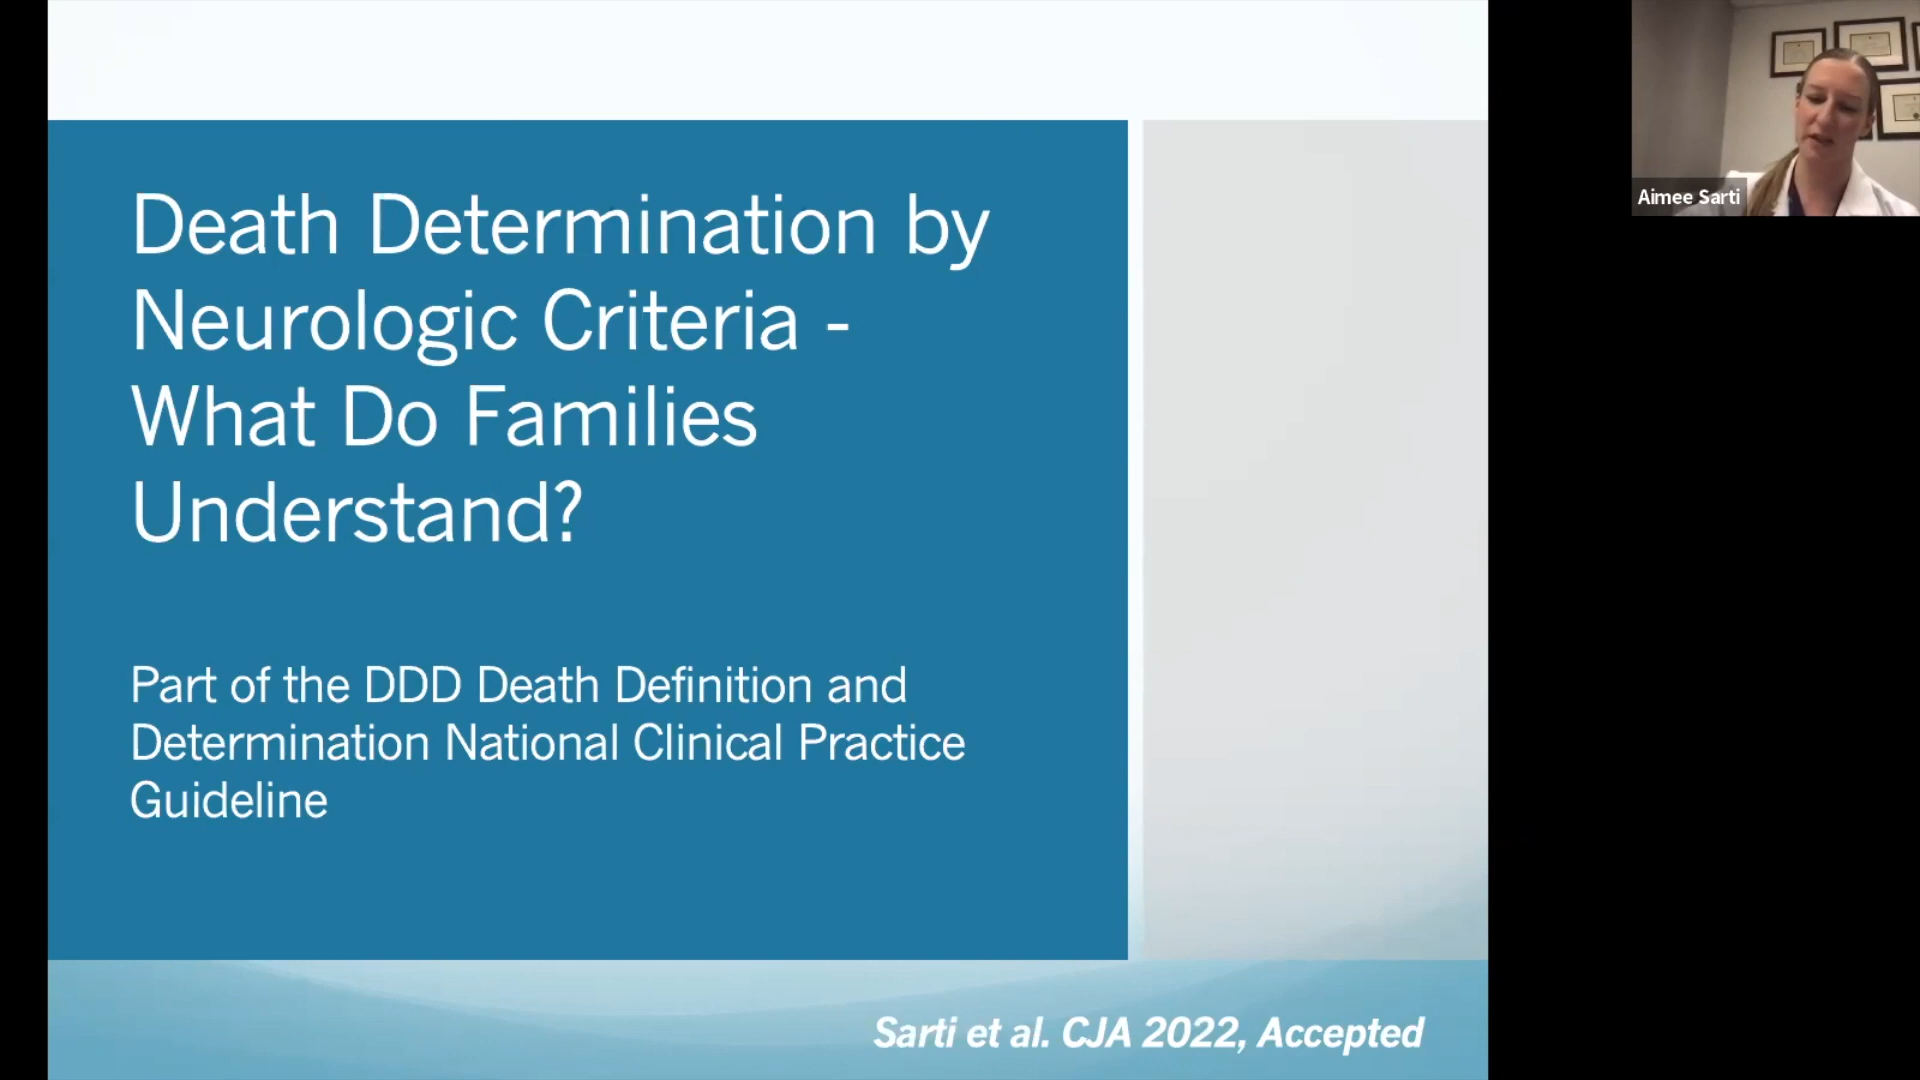 Death Determination by
Neurologic Criteria -
What Do Families
Understand?
Part of the DDD Death Definition and
Determination National Clinical Practice
Guideline
Sarti et al. CJA 2022, Accepted
Aimee Sarti